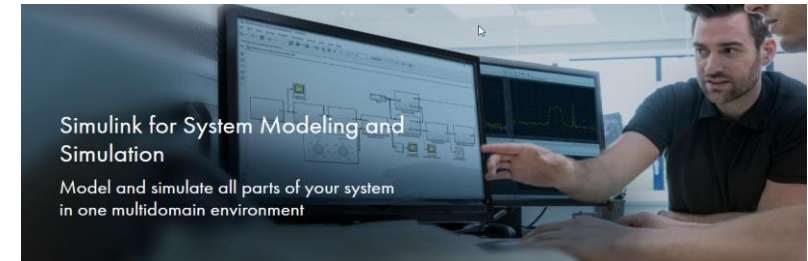 Simulink for System Modeling and
Simulation
Model and simulate all parts of your system
in one multidomain environment